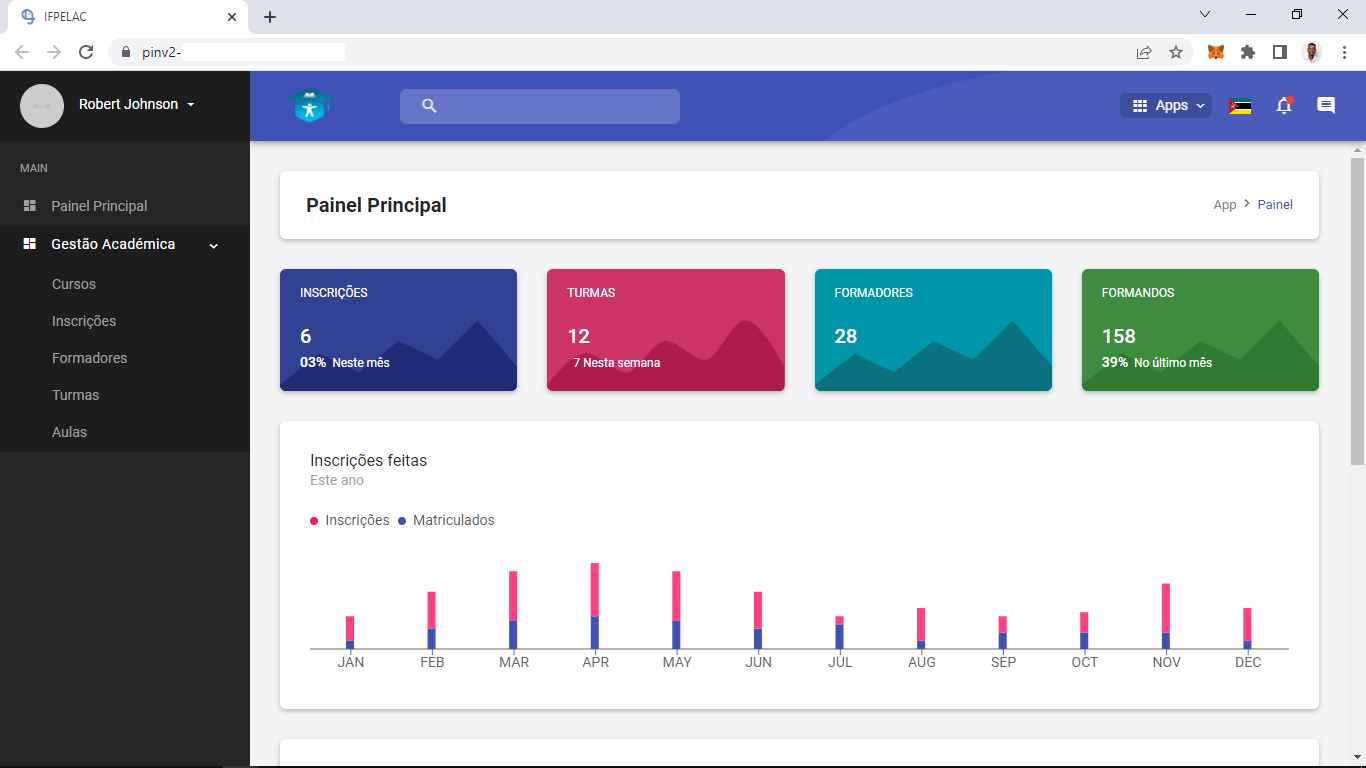 IFPELAC
pinv2-
Robert Johnson
Apps
MAIN
Painel Principal
Gestão Académica
Cursos
Inscrições
Formadores
Turmas
Aulas
Painel Principal
App > Painel
INSCRIÇÕES
6
03% Neste mês
TURMAS
12
7 Nesta semana
FORMADORES
28
FORMANDOS
158
39% No último mês
Inscrições feitas
Este ano
Inscrições Matriculados
JAN FEB MAR APR MAY JUN JUL AUG SEP OCT NOV DEC